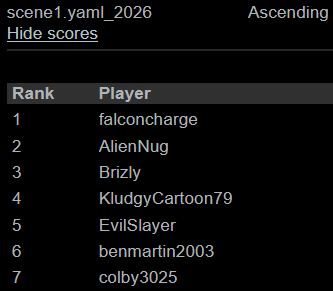 scene1.yaml_2026 Ascending
Hide scores
Rank Player
1 falconcharge
2 AlienNug
3 Brizly
4 KludgyCartoon79
5 EvilSlayer
6 benmartin2003
7 colby3025